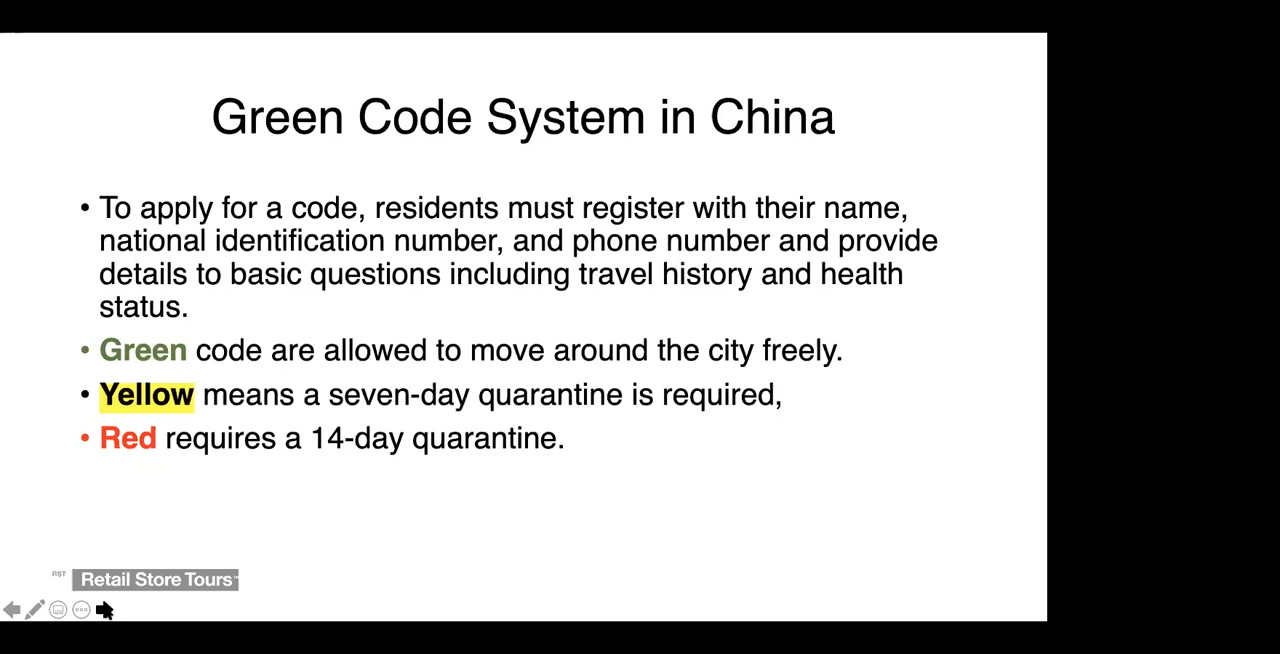 Green Code System in China
• To apply for a code, residents must register with their name,
national identification number, and phone number and provide
details to basic questions including travel history and health
status.
• Green code are allowed to move around the city freely.
• Yellow means a seven-day quarantine is required,
• Red requires a 14-day quarantine.
RST Retail Store Tours™